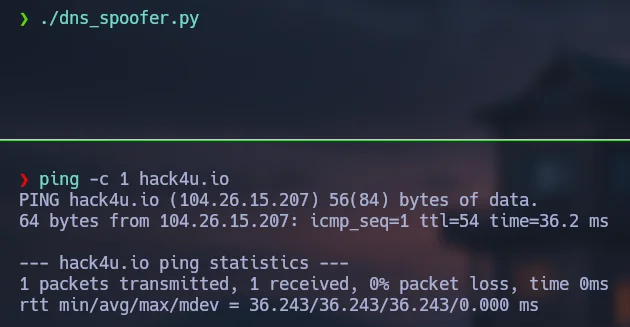 ❯ ./dns_spoofer.py
❯ ping -c 1 hack4u.io
PING hack4u.io (104.26.15.207) 56(84) bytes of data.
64 bytes from 104.26.15.207: icmp_seq=1 ttl=54 time=36.2 ms
--- hack4u.io ping statistics ---
1 packets transmitted, 1 received, 0% packet loss, time 0ms
rtt min/avg/max/mdev = 36.243/36.243/36.243/0.000 ms